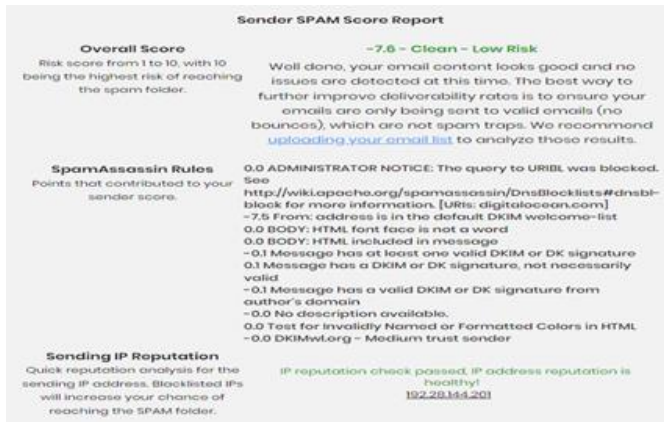 Sender SPAM Score Report
Overall Score
Risk score from 1 to 10, with 10
being the highest risk of reaching
the spam folder.
-7.6 - Clean - Low Risk
Well done, your email content looks good and no
issues are detected at this time. The best way to
further improve deliverability rates is to ensure your
emails are only being sent to valid emails (no
bounces), which are not spam traps. We recommend
uploading your email list to analyze those results.
SpamAssassin Rules
Points that contributed to your
sender score.
0.0 ADMINISTRATOR NOTICE: The query to URIBL was blocked.
See
http://wiki.apache.org/spamassassin/DnsBlocklists#dnsbl-
block for more information. [URIs: digitalocean.com]
-7.5 From: address is in the default DKIM welcome-list
0.0 BODY: HTML font face is not a word
0.0 BODY: HTML included in message
-0.1 Message has at least one valid DKIM or DK signature
0.1 Message has a DKIM or DK signature, not necessarily
valid
-0.1 Message has a valid DKIM or DK signature from
author's domain
-0.0 No description available.
0.0 Test for Invalidly Named or Formatted Colors in HTML
-0.0 DKIMwl.org - Medium trust sender
Sending IP Reputation
Quick reputation analysis for the
sending IP address. Blacklisted IPs
will increase your chance of
reaching the SPAM folder.
IP reputation check passed, IP address reputation is
healthy!
192.28.144.201